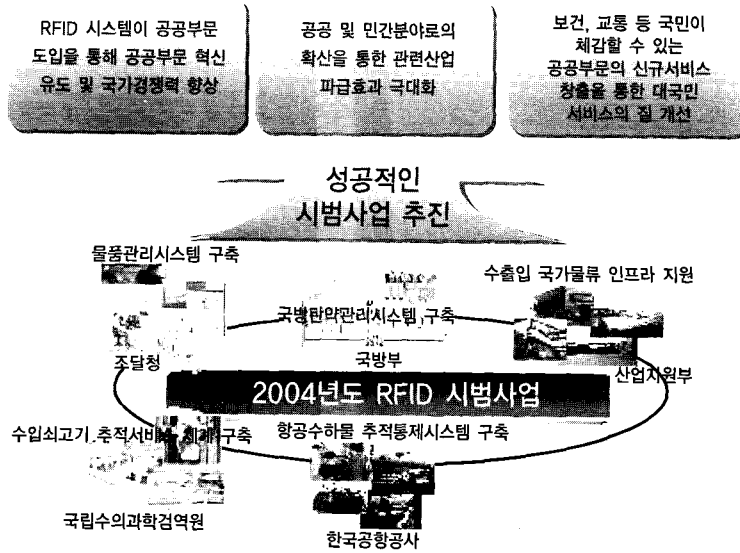 RFID 시스템이 공공부문
도입을 통해 공공부문 혁신
유도 및 국가경쟁력 향상
공공 및 민간분야로의
확산을 통한 관련산업
파급효과 극대화
보건, 교통 등 국민이
체감할 수 있는
공공부문의 신규서비스
창출을 통한 대국민
서비스의 질 개선
성공적인
시범사업 추진
물품관리시스템 구축
조달청
국방탄약관리시스템 구축
국방부
수출입 국가물류 인프라 지원
산업자원부
2004년도 RFID 시범사업
수입쇠고기 추적서비스 체계 구축
국립수의과학검역원
항공수하물 추적통제시스템 구축
한국공항공사